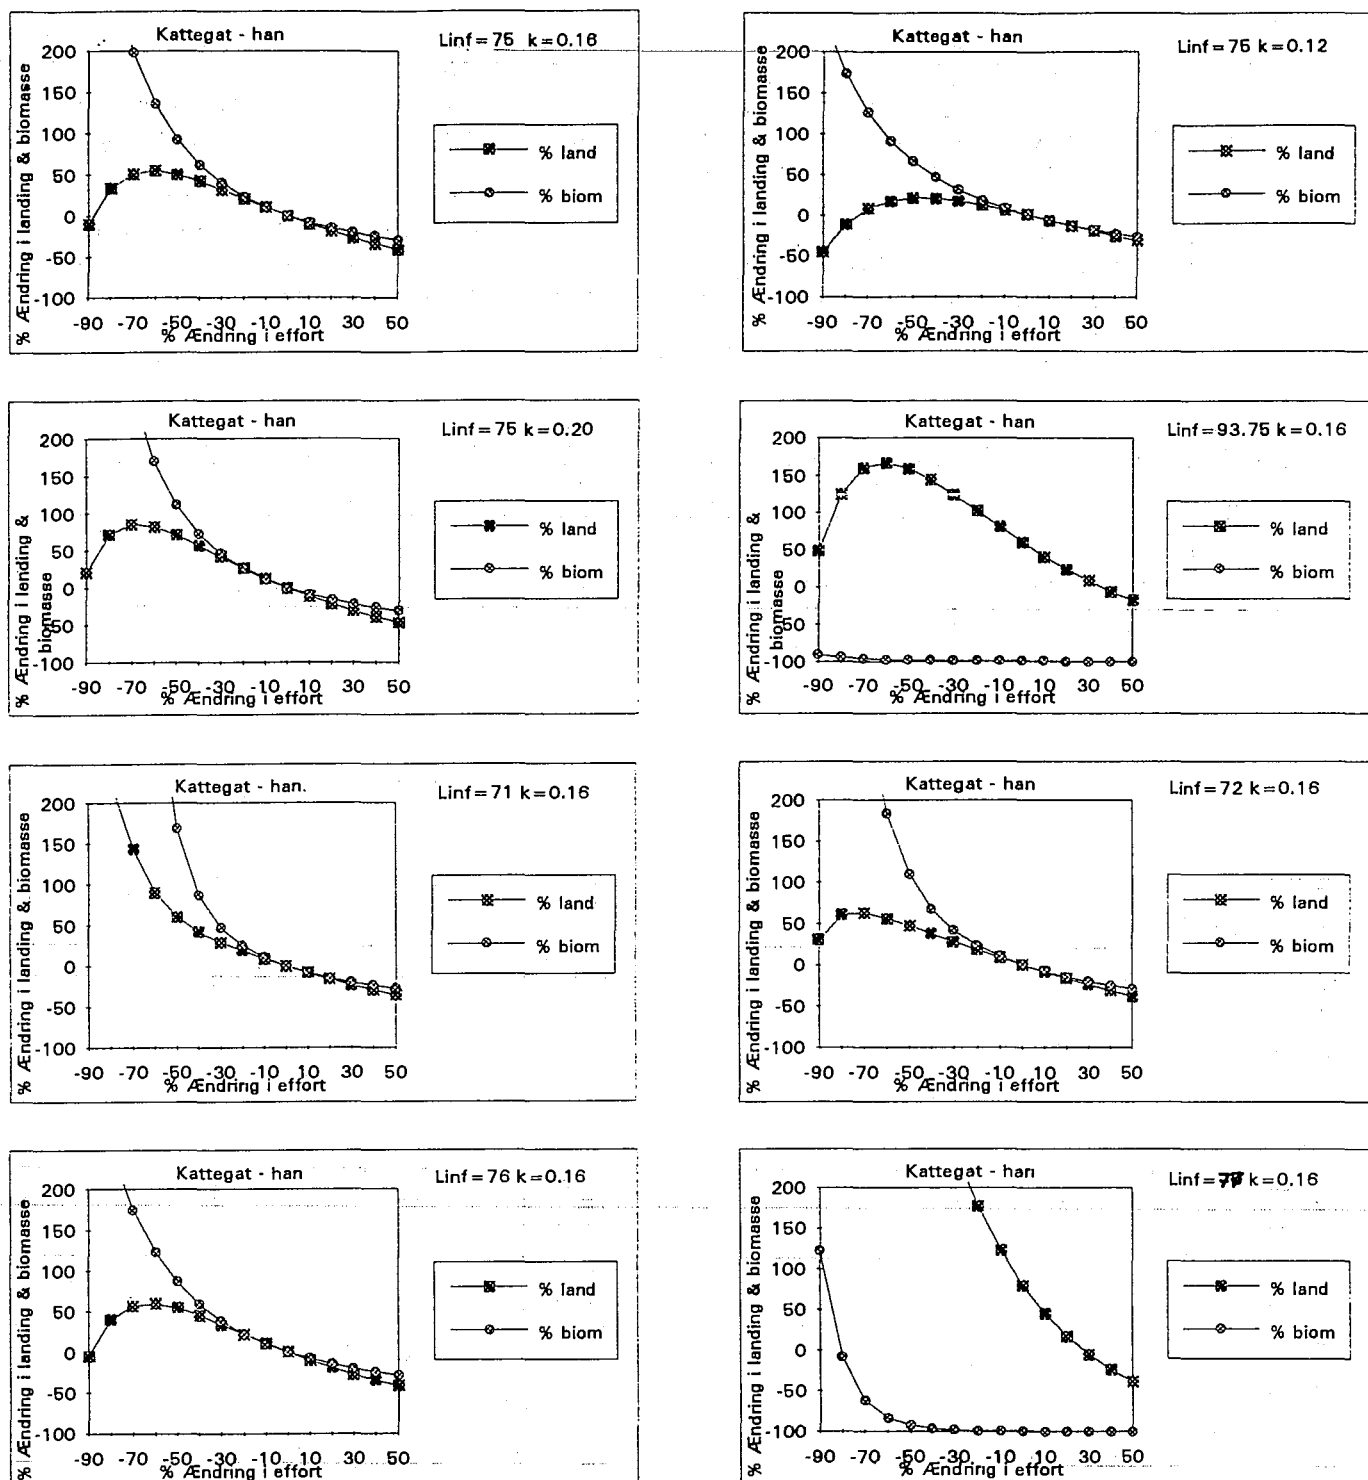 Kattegat - han
Linf=75 k=0.16
% Ændring i landing & biomasse
200
150
100
50
0
-50
-100
-90 -70 -50 -30 -10 10 30 50
% Ændring i effort
% land
% biom
Kattegat - han
Linf=75 k=0.12
% Ændring i landing & biomasse
200
150
100
50
0
-50
-100
-90 -70 -50 -30 -10 10 30 50
% Ændring i effort
% land
% biom
Kattegat - han
Linf=75 k=0.20
% Ændring i landing &
biomasse
200
150
100
50
0
-50
-100
-90 -70 -50 -30 -10 10 30 50
% Ændring i effort
% land
% biom
Kattegat - han
Linf=93.75 k=0.16
% Ændring i landing &
biomasse
200
150
100
50
0
-50
-100
-90 -70 -50 -30 -10 10 30 50
% Ændring i effort
% land
% biom
Kattegat - han.
Linf=71 k=0.16
% Ændring i landing & biomasse
200
150
100
50
0
-50
-100
-90 -70 -50 -30 -10 10 30 50
% Ændring i effort
% land
% biom
Kattegat - han
Linf=72 k=0.16
% Ændring i landing & biomasse
200
150
100
50
0
-50
-100
-90 -70 -50 -30 -10 10 30 50
% Ændring i effort
% land
% biom
Kattegat - han
Linf=76 k=0.16
% Ændring i landing & biomasse
200
150
100
50
0
-50
-100
-90 -70 -50 -30 -10 10 30 50
% Ændring i effort
% land
% biom
Kattegat - han
Linf= k=0.16
% Ændring i landing & biomasse
200
150
100
50
0
-50
-100
-90 -70 -50 -30 -10 10 30 50
% Ændring i effort
% land
% biom